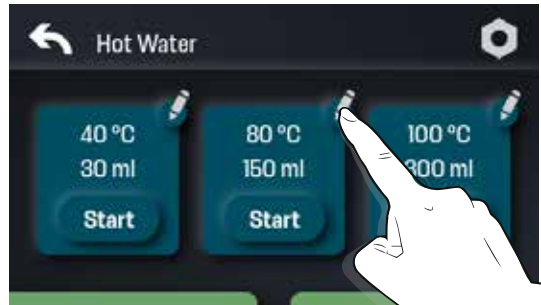 Hot Water
40 °C
30 ml
Start
80 °C
150 ml
Start
100 °C
300 ml